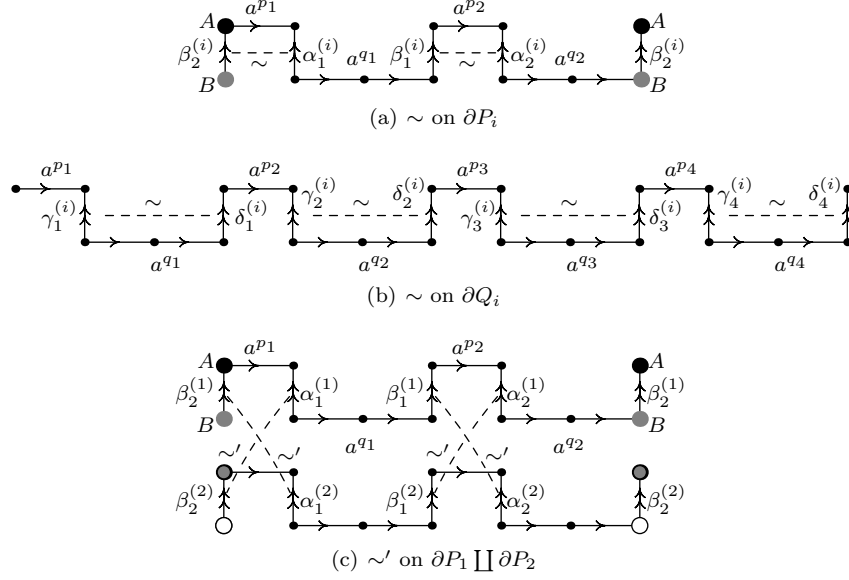 A a^{p_1} a^{p_2} A
β_2^{(i)} ∼ α_1^{(i)} a^{q_1} β_1^{(i)} ∼ α_2^{(i)} a^{q_2} β_2^{(i)}
B B
(a) ∼ on ∂P_i
a^{p_1} a^{p_2} a^{p_3} a^{p_4}
γ_1^{(i)} ∼ δ_1^{(i)} γ_2^{(i)} ∼ δ_2^{(i)} γ_3^{(i)} ∼ δ_3^{(i)} γ_4^{(i)} ∼ δ_4^{(i)}
a^{q_1} a^{q_2} a^{q_3} a^{q_4}
(b) ∼ on ∂Q_i
A a^{p_1} a^{p_2} A
β_2^{(1)} α_1^{(1)} β_1^{(1)} α_2^{(1)} β_2^{(1)}
B a^{q_1} a^{q_2} B
∼′ ∼′ ∼′ ∼′
β_2^{(2)} α_1^{(2)} β_1^{(2)} α_2^{(2)} β_2^{(2)}
(c) ∼′ on ∂P_1 ∐ ∂P_2